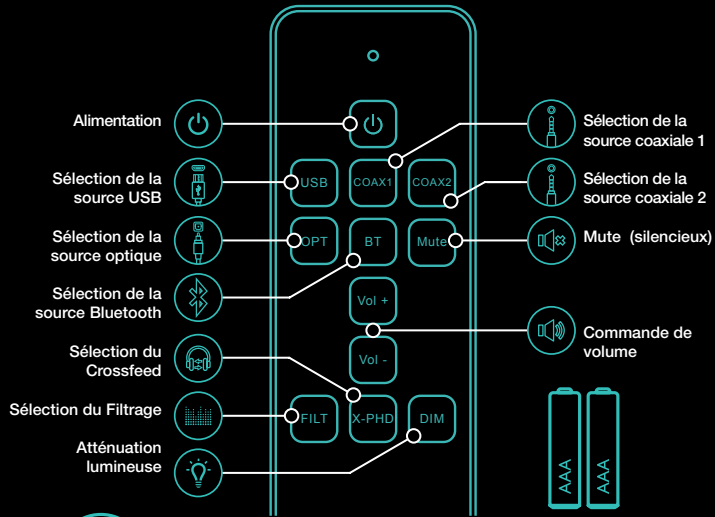 Alimentation
Sélection de la
source USB
Sélection de la
source optique
Sélection de la
source Bluetooth
Sélection du
Crossfeed
Sélection du Filtrage
Atténuation
lumineuse
USB
COAX1
COAX2
OPT
BT
Mute
Vol +
Vol -
FILT
X-PHD
DIM
Sélection de la
source coaxiale 1
Sélection de la
source coaxiale 2
Mute (silencieux)
Commande de
volume
AAA
AAA